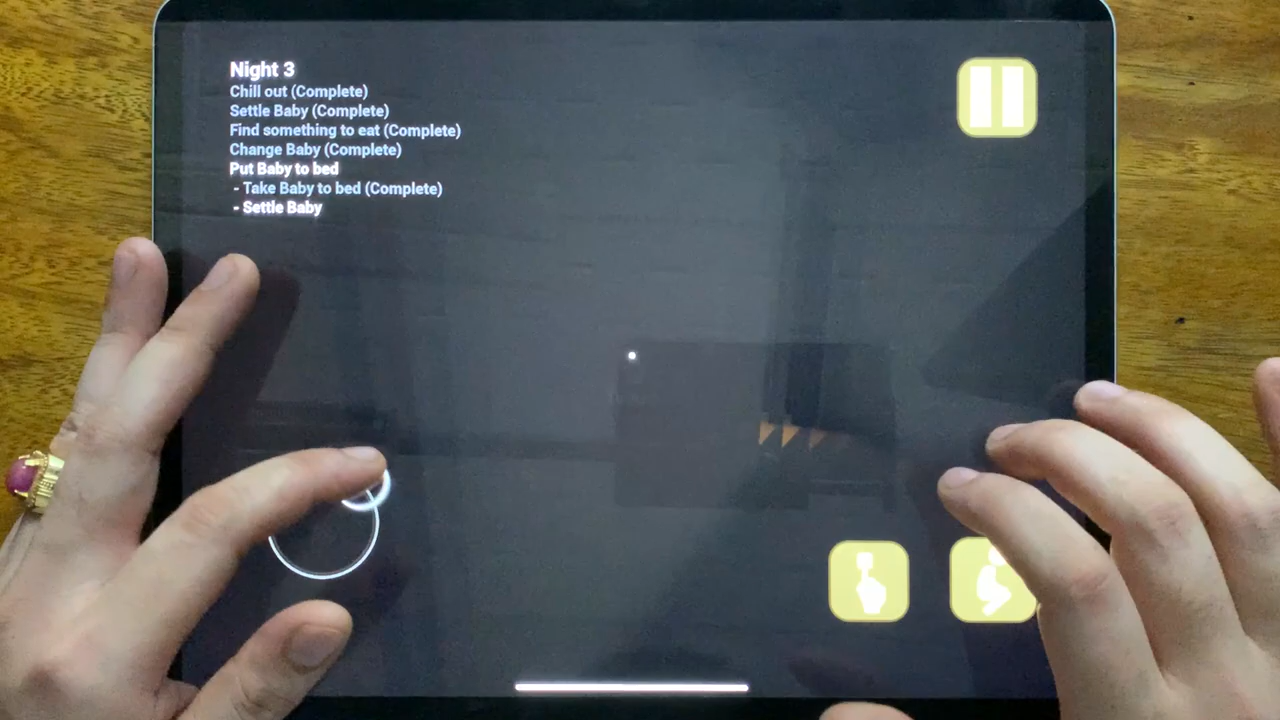 Night 3
Chill out (Complete)
Settle Baby (Complete)
Find something to eat (Complete)
Change Baby (Complete)
Put Baby to bed
- Take Baby to bed (Complete)
- Settle Baby